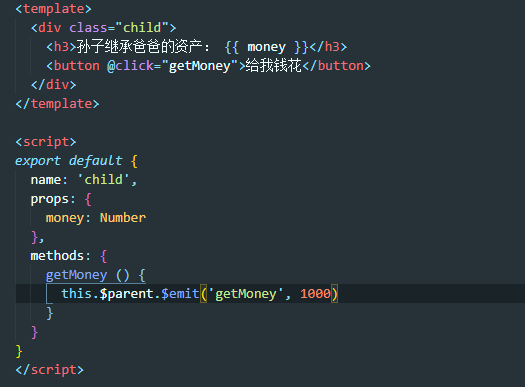 <template>
  <div class="child">
    <h3>孙子继承爸爸的资产: {{ money }}</h3>
    <button @click="getMoney">给我钱花</button>
  </div>
</template>

<script>
export default {
  name: 'child',
  props: {
    money: Number
  },
  methods: {
    getMoney () {
      this.$parent.$emit('getMoney', 1000)
    }
  }
}
</script>